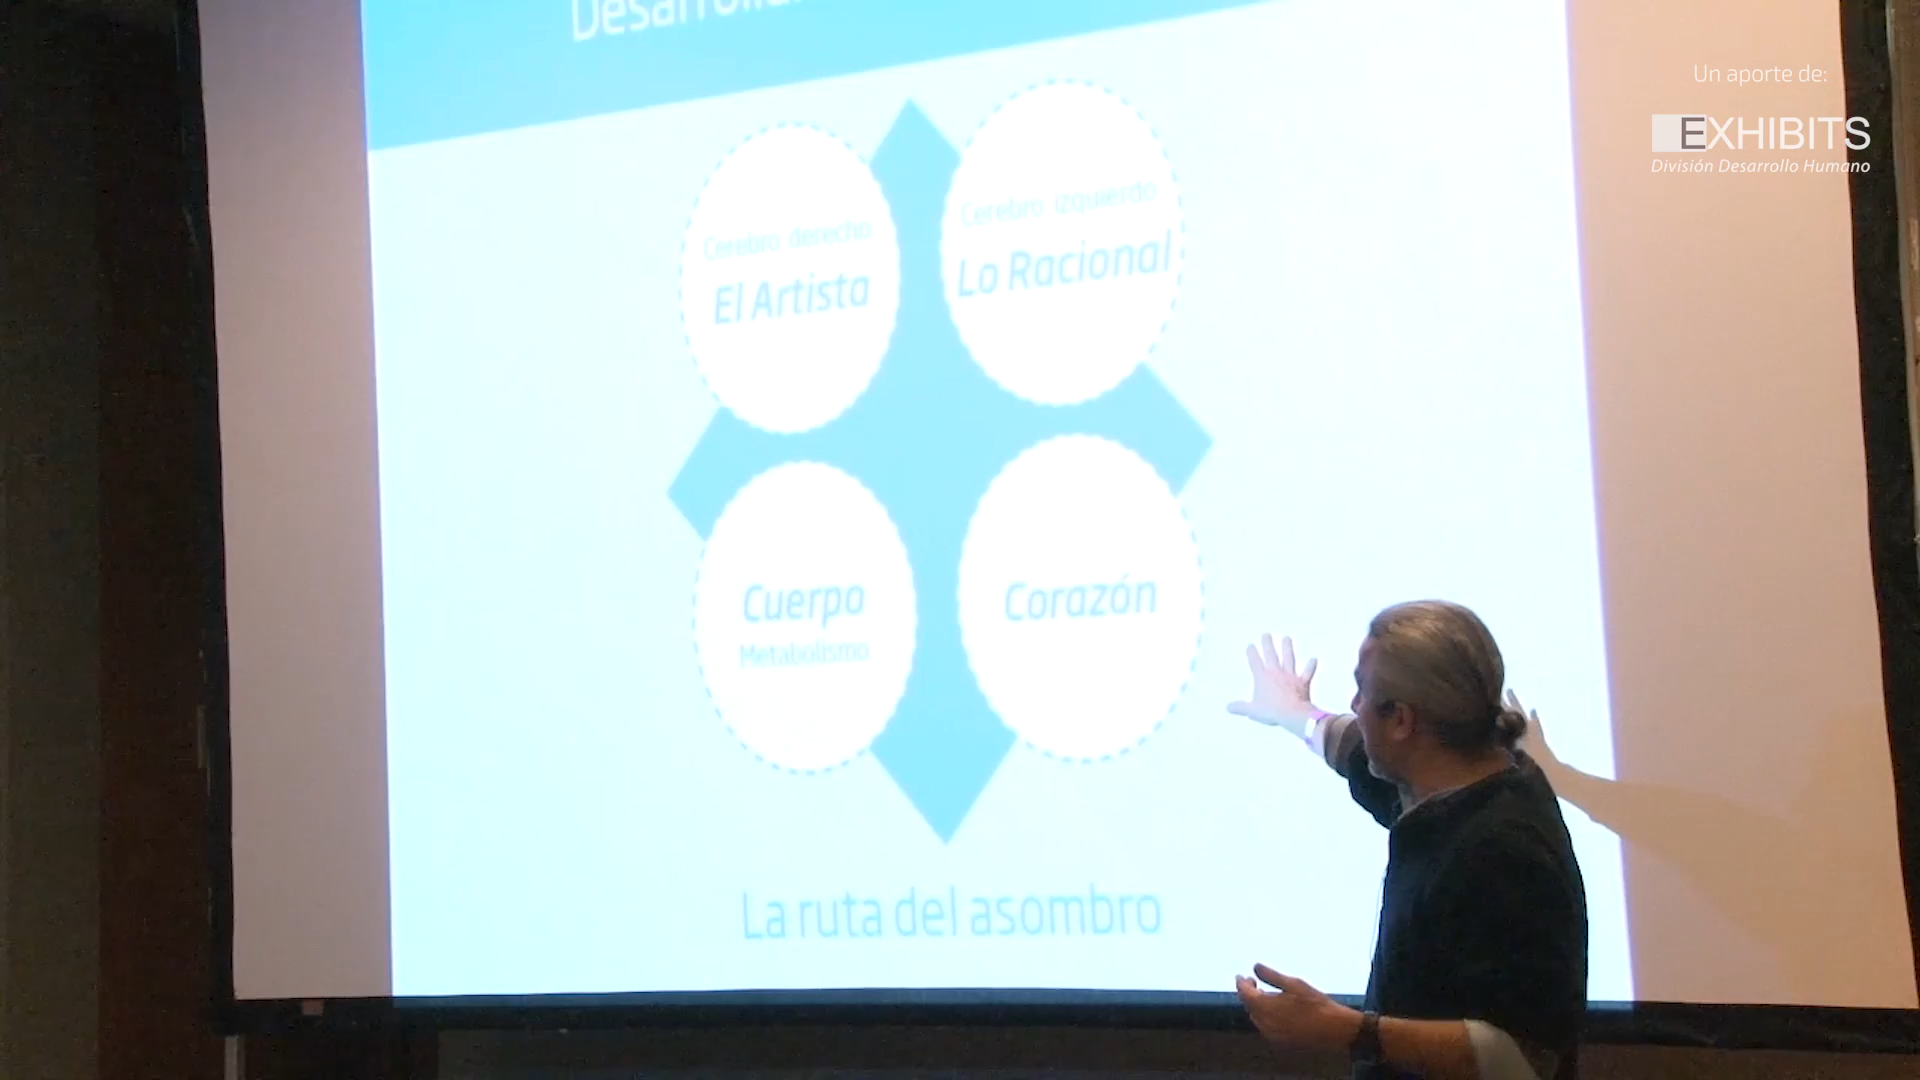 Un aporte de:
EXHIBITS
División Desarrollo Humano
Cerebro derecho
El Artista
Cerebro izquierdo
Lo Racional
Cuerpo
Metabolismo
Corazón
La ruta del asombro